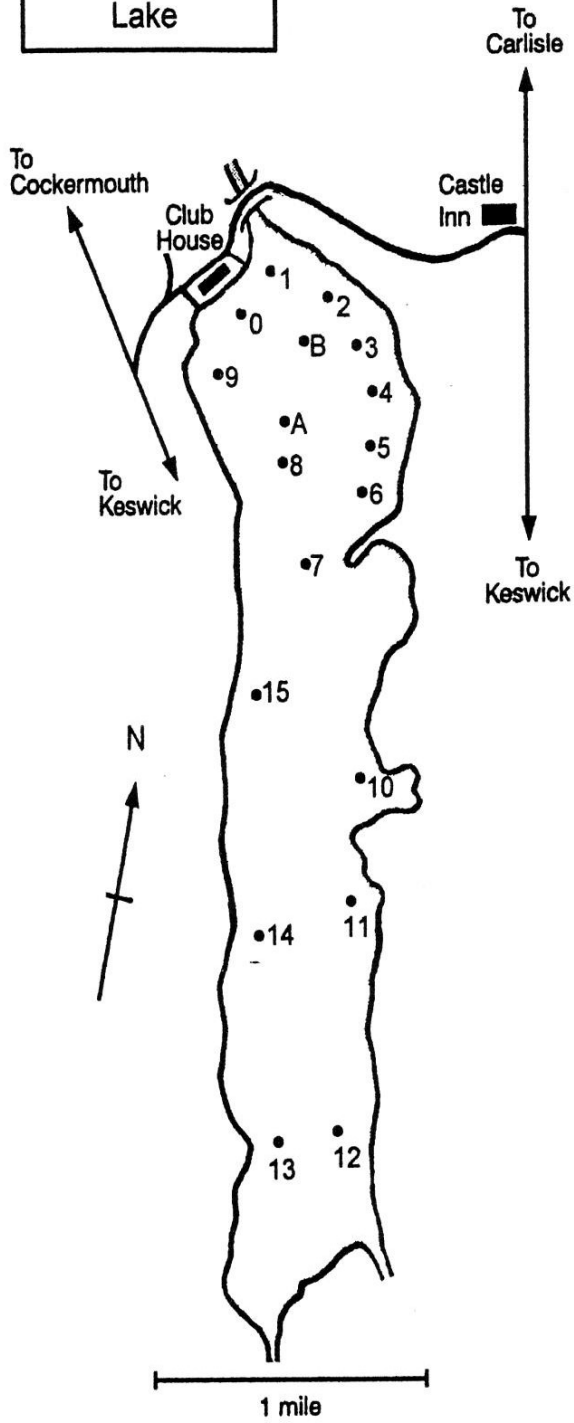 Lake
To
Carlisle
To
Cockermouth
Castle
Inn
Club
House
1
2
0
B
3
9
4
A
5
8
6
To
Keswick
7
To
Keswick
15
N
10
11
14
12
13
1 mile